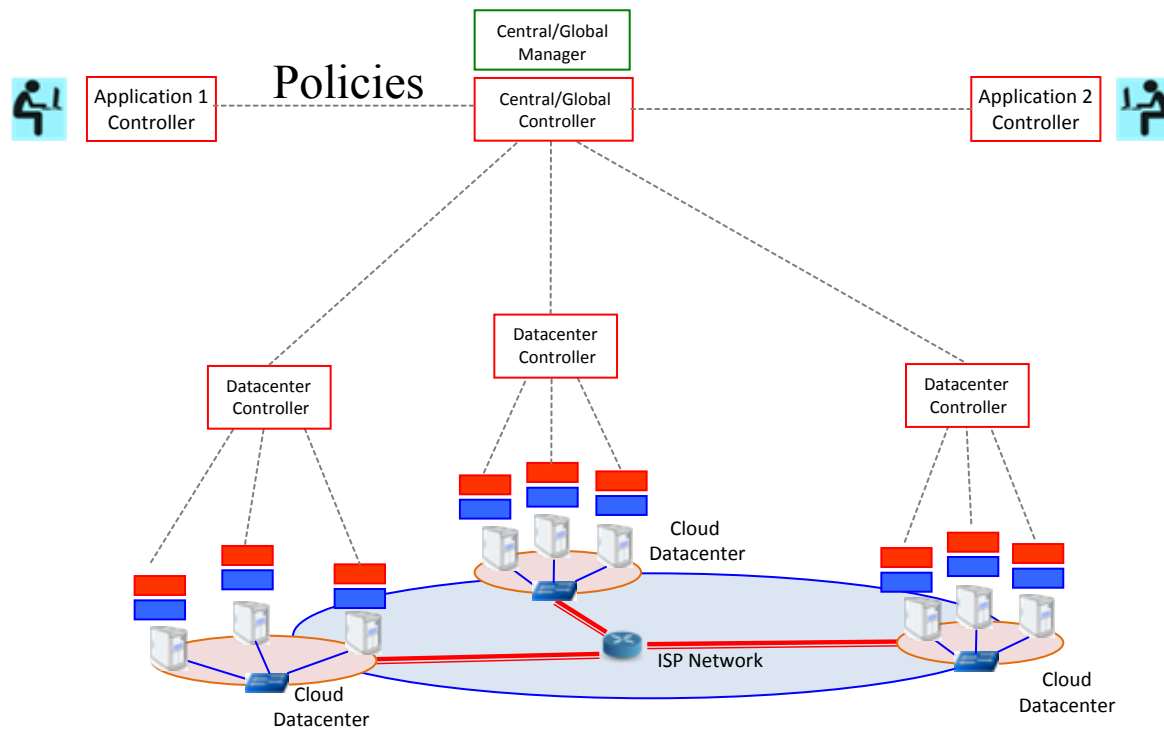 Central/Global
Manager
Policies
Application 1
Controller
Central/Global
Controller
Application 2
Controller
Datacenter
Controller
Datacenter
Controller
Datacenter
Controller
Cloud
Datacenter
ISP Network
Cloud
Datacenter
Cloud
Datacenter